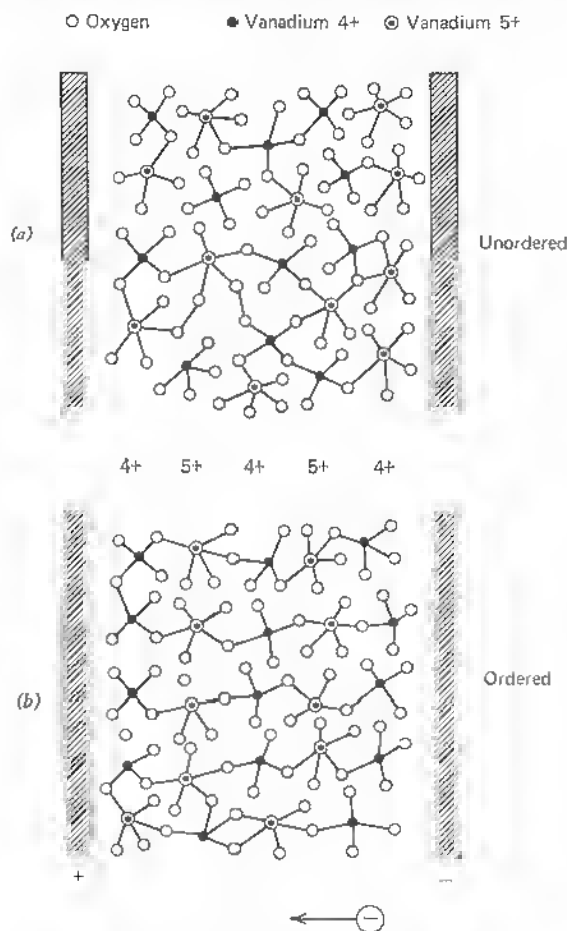 Oxygen Vanadium 4+ Vanadium 5+
(a)
Unordered
4+ 5+ 4+ 5+ 4+
(b)
Ordered
+ −
−